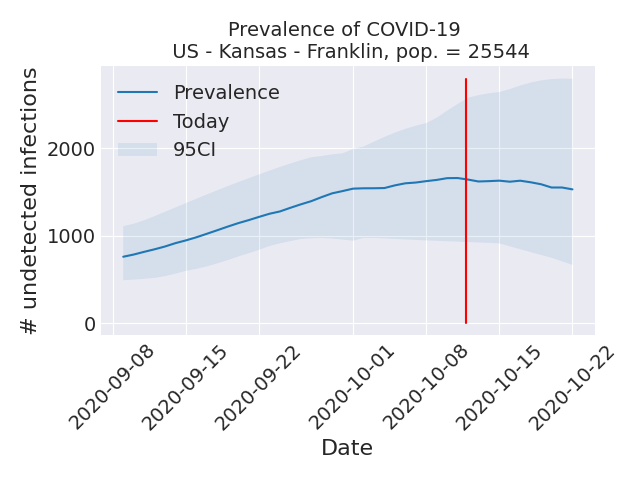 Prevalence of COVID-19
US - Kansas - Franklin, pop. = 25544
# undetected infections
2000
1000
0
Prevalence
Today
95CI
2020-09-08
2020-09-15
2020-09-22
2020-10-01
2020-10-08
2020-10-15
2020-10-22
Date